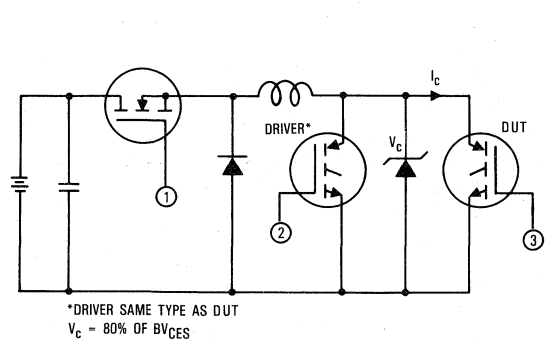 I_c
DRIVER*
V_c
DUT
1
2
3
*DRIVER SAME TYPE AS DUT
V_c = 80% OF BV_CES